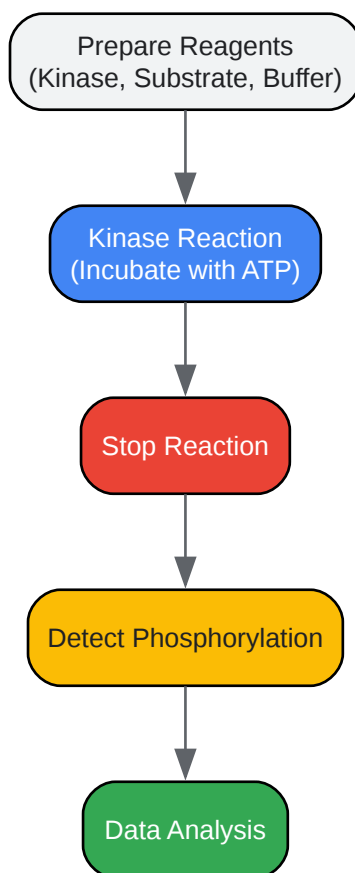 Prepare Reagents
(Kinase, Substrate, Buffer)
Kinase Reaction
(Incubate with ATP)
Stop Reaction
Detect Phosphorylation
Data Analysis